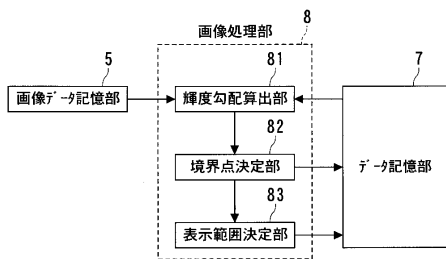 画像処理部
8
5
81
7
画像ﾃﾞｰﾀ記憶部
輝度勾配算出部
82
境界点決定部
ﾃﾞｰﾀ記憶部
83
表示範囲決定部